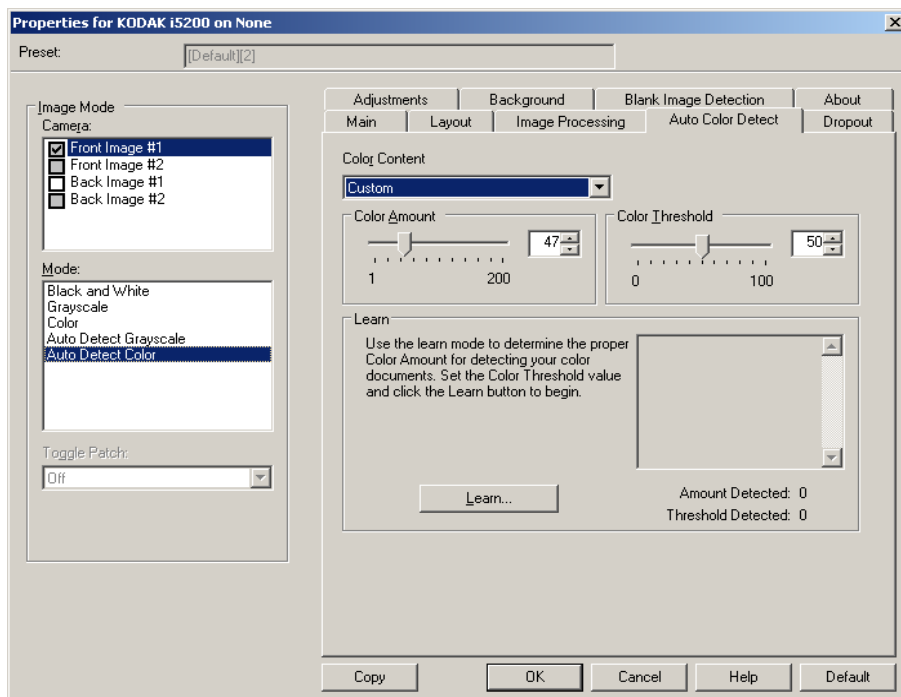 Properties for KODAK i5200 on None
Preset:
[Default][2]
Image Mode
Camera:
Front Image #1
Front Image #2
Back Image #1
Back Image #2
Mode:
Black and White
Grayscale
Color
Auto Detect Grayscale
Auto Detect Color
Toggle Patch:
Off
Adjustments Background Blank Image Detection About
Main Layout Image Processing Auto Color Detect Dropout
Color Content
Custom
Color Amount
47
1 200
Color Threshold
50
0 100
Learn
Use the learn mode to determine the proper
Color Amount for detecting your color
documents. Set the Color Threshold value
and click the Learn button to begin.
Learn...
Amount Detected: 0
Threshold Detected: 0
Copy OK Cancel Help Default